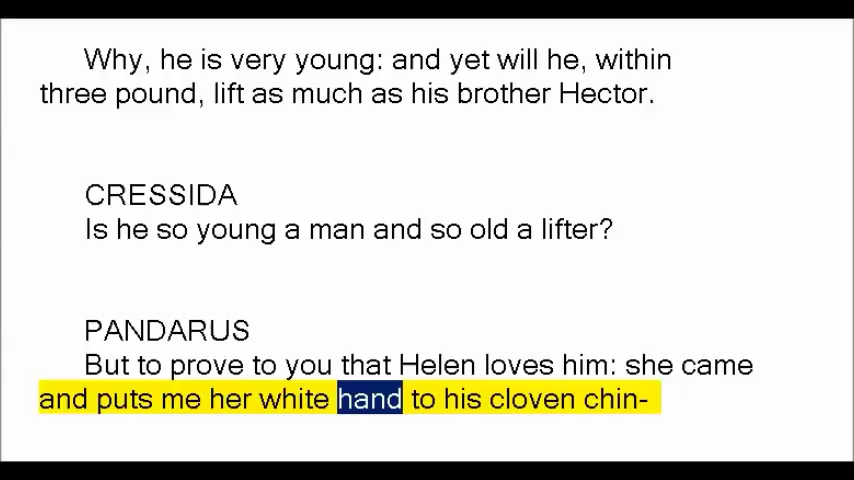 Why, he is very young: and yet will he, within
three pound, lift as much as his brother Hector.
CRESSIDA
Is he so young a man and so old a lifter?
PANDARUS
But to prove to you that Helen loves him: she came
and puts me her white hand to his cloven chin-